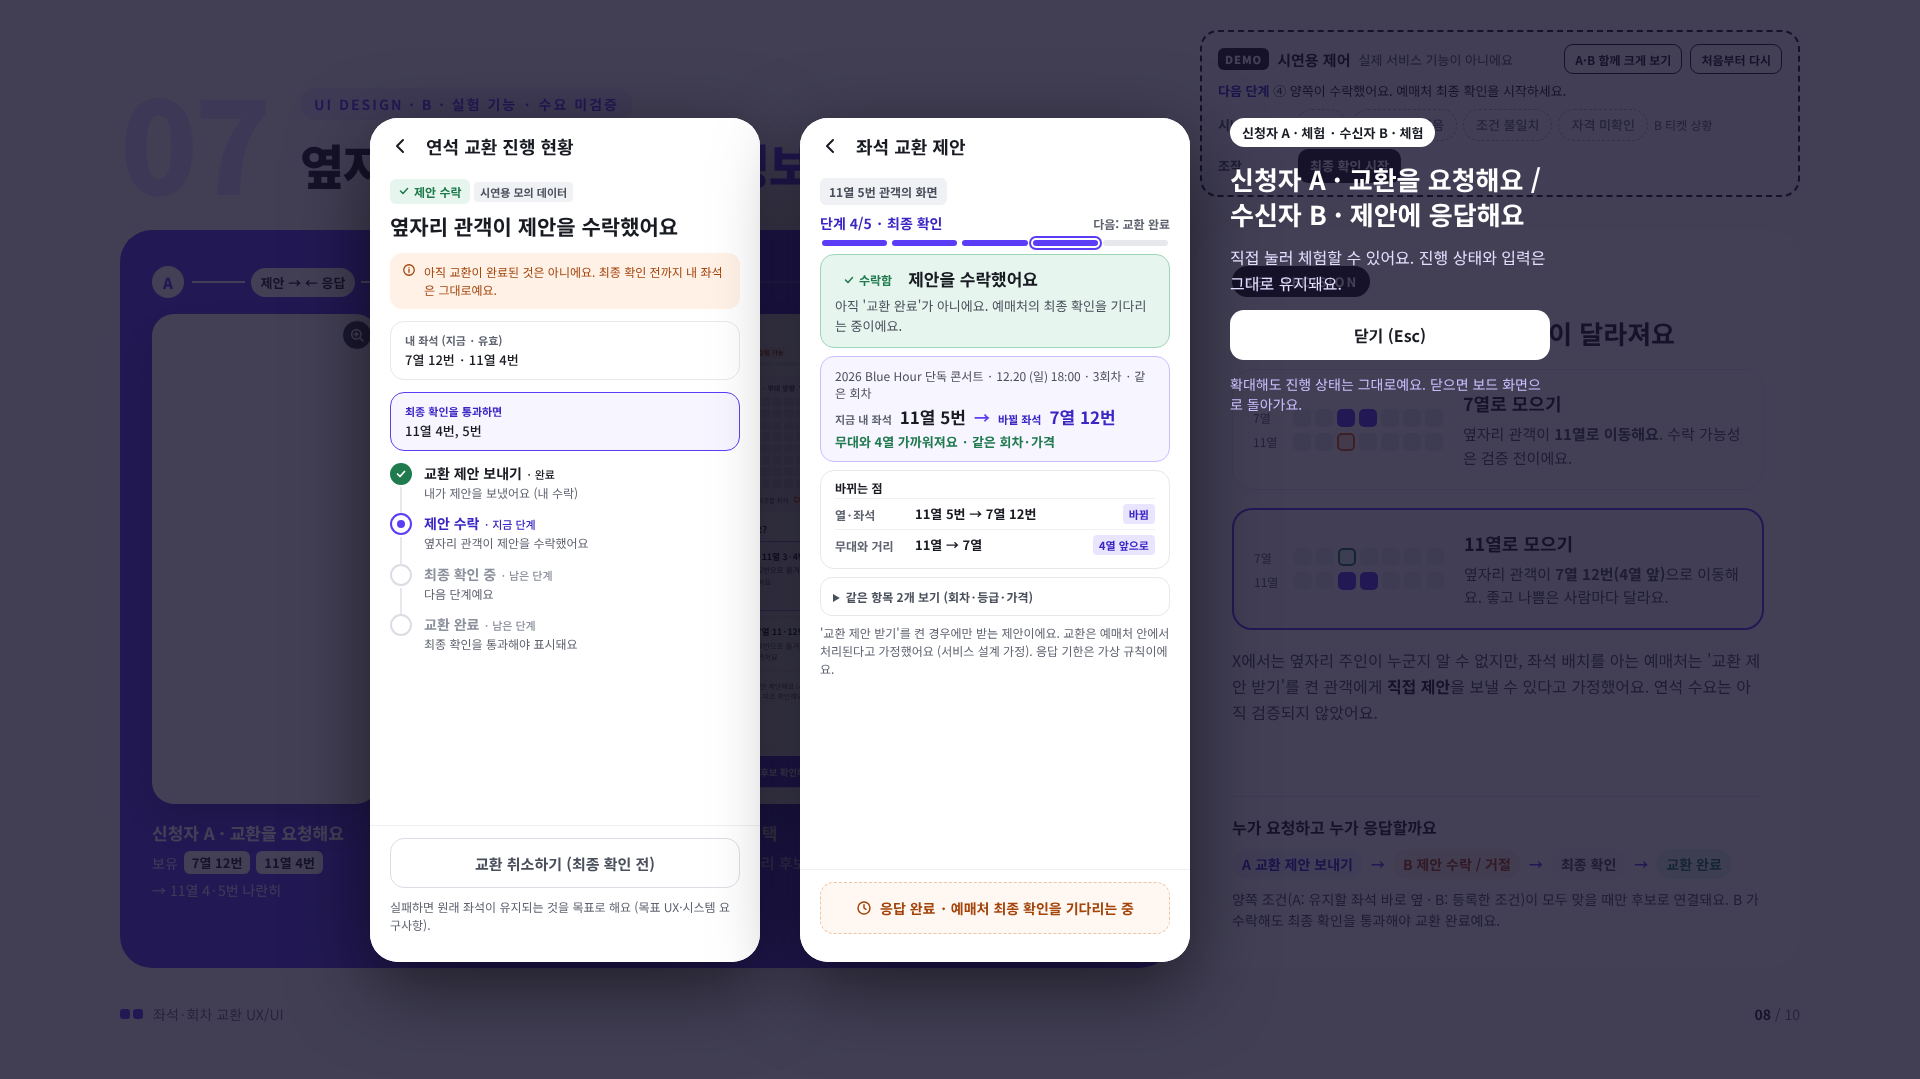 07
UI DESIGN · B · 실험 기능 · 수요 미검증
옆자
DEMO 시연용 제어 실제 서비스 기능이 아니에요
A·B 함께 크게 보기
처음부터 다시
다음 단계 ④ 양쪽이 수락했어요. 예매처 최종 확인을 시작하세요.
조건 불일치
자격 미확인
B 티켓 상황
조작
최종 확인 시작
A
제안 → ← 응답
연석 교환 진행 현황
제안 수락
시연용 모의 데이터
옆자리 관객이 제안을 수락했어요
아직 교환이 완료된 것은 아니에요. 최종 확인 전까지 내 좌석
은 그대로예요.
내 좌석 (지금 · 유효)
7열 12번 · 11열 4번
최종 확인을 통과하면
11열 4번, 5번
교환 제안 보내기 · 완료
내가 제안을 보냈어요 (내 수락)
제안 수락 · 지금 단계
옆자리 관객이 제안을 수락했어요
최종 확인 중 · 남은 단계
다음 단계예요
교환 완료 · 남은 단계
최종 확인을 통과해야 표시돼요
교환 취소하기 (최종 확인 전)
실패하면 원래 좌석이 유지되는 것을 목표로 해요 (목표 UX·시스템 요
구사항).
좌석 교환 제안
11열 5번 관객의 화면
단계 4/5 · 최종 확인
다음: 교환 완료
수락함 제안을 수락했어요
아직 '교환 완료'가 아니에요. 예매처의 최종 확인을 기다리
는 중이에요.
2026 Blue Hour 단독 콘서트 · 12.20 (일) 18:00 · 3회차 · 같
은 회차
지금 내 좌석 11열 5번 → 바뀔 좌석 7열 12번
무대와 4열 가까워져요 · 같은 회차·가격
바뀌는 점
열·좌석 11열 5번 → 7열 12번 바뀜
무대와 거리 11열 → 7열 4열 앞으로
▶ 같은 항목 2개 보기 (회차·등급·가격)
'교환 제안 받기'를 켠 경우에만 받는 제안이에요. 교환은 예매처 안에서
처리된다고 가정했어요 (서비스 설계 가정). 응답 기한은 가상 규칙이에
요.
응답 완료 · 예매처 최종 확인을 기다리는 중
신청자 A · 체험 · 수신자 B · 체험
신청자 A · 교환을 요청해요 /
수신자 B · 제안에 응답해요
직접 눌러 체험할 수 있어요. 진행 상태와 입력은
그대로 유지돼요.
닫기 (Esc)
확대해도 진행 상태는 그대로예요. 닫으면 보드 화면으
로 돌아가요.
이 달라져요
7열
11열
7열로 모으기
옆자리 관객이 11열로 이동해요. 수락 가능성
은 검증 전이에요.
7열
11열
11열로 모으기
옆자리 관객이 7열 12번(4열 앞)으로 이동해
요. 좋고 나쁨은 사람마다 달라요.
X에서는 옆자리 주인이 누군지 알 수 없지만, 좌석 배치를 아는 예매처는 '교환 제
안 받기'를 켠 관객에게 직접 제안을 보낼 수 있다고 가정했어요. 연석 수요는 아
직 검증되지 않았어요.
누가 요청하고 누가 응답할까요
A 교환 제안 보내기 → B 제안 수락 / 거절 → 최종 확인 → 교환 완료
양쪽 조건(A: 유지할 좌석 바로 옆 · B: 등록한 조건)이 모두 맞을 때만 후보로 연결돼요. B 가
수락해도 최종 확인을 통과해야 교환 완료예요.
신청자 A · 교환을 요청해요
보유 7열 12번 11열 4번
→ 11열 4·5번 나란히
좌석·회차 교환 UX/UI
08 / 10